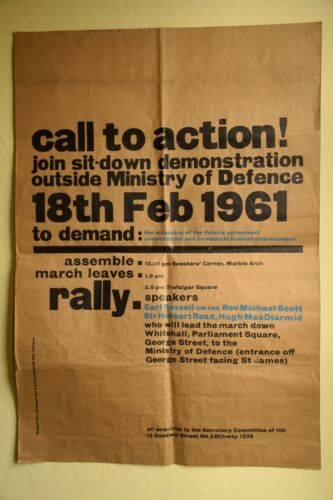 call to action!
join sit-down demonstration
outside Ministry of Defence
18th Feb 1961
to demand:
the scrapping of the Polaris agreement
unconditional and immediate nuclear disarmament
assemble
12.30 pm Speakers' Corner, Marble Arch
march leaves
1.0 pm
rally.
2.0 pm Trafalgar Square
speakers
Earl Russell OM FRS, Rev Michael Scott
Sir Herbert Read, Hugh MacDiarmid
who will lead the march down
Whitehall, Parliament Square,
George Street, to the
Ministry of Defence (entrance off
George Street facing St James)
all enquiries to the Secretary Committee of 100
13 Goodwin Street N4 ARChway 1239